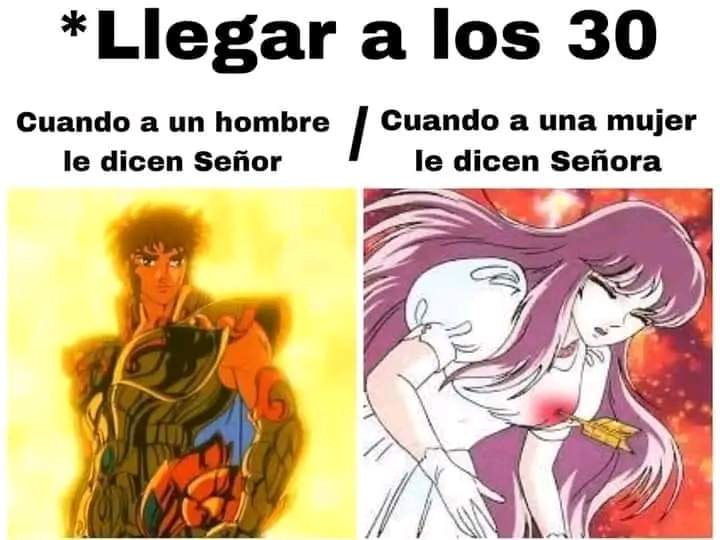 *Llegar a los 30
Cuando a un hombre
le dicen Señor
/
Cuando a una mujer
le dicen Señora